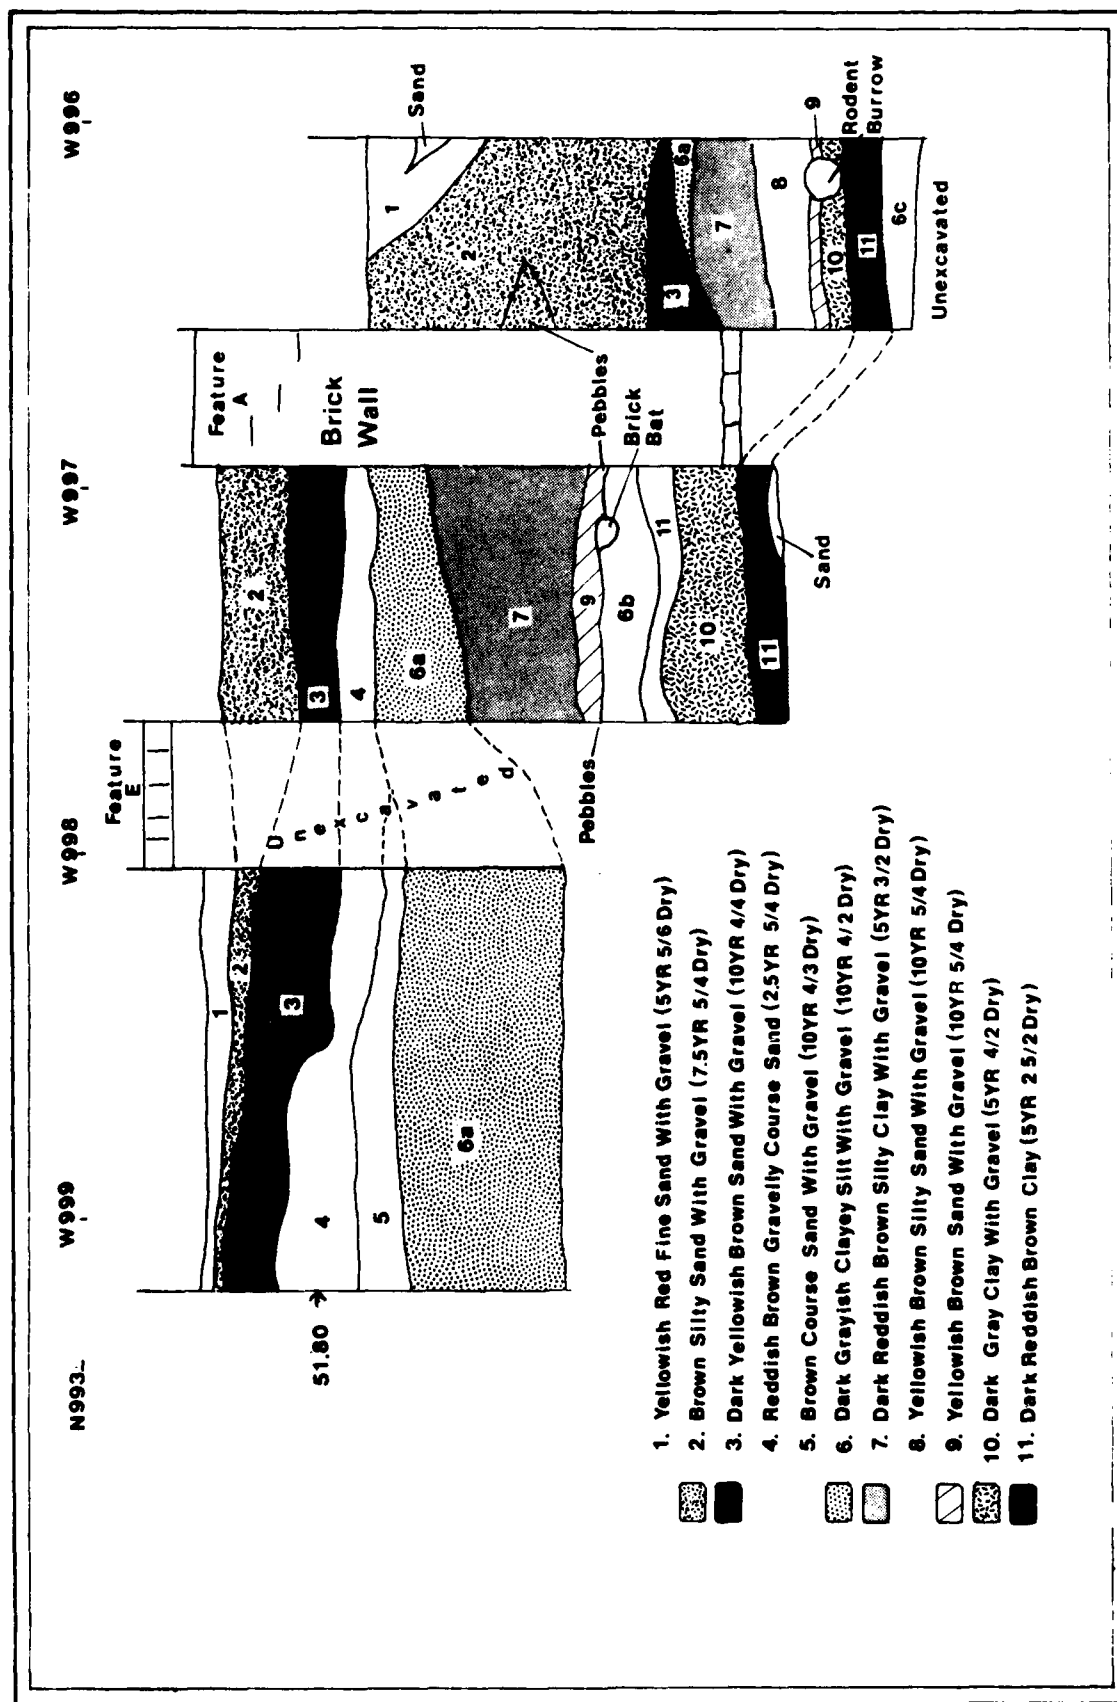 N993
W999
W998
W997
W996
51.80
1
2
3
4
5
6a
Feature
E
Unexcavated
2
3
4
6a
7
9
6b
11
10
11
Pebbles
Sand
Feature
A
Brick
Wall
Pebbles
Brick
Bat
1
Sand
2
3
6a
7
8
9
10
Rodent
Burrow
11
6c
Unexcavated
1. Yellowish Red Fine Sand With Gravel (5YR 5/6 Dry)
2. Brown Silty Sand With Gravel (7.5YR 5/4 Dry)
3. Dark Yellowish Brown Sand With Gravel (10YR 4/4 Dry)
4. Reddish Brown Gravelly Course Sand (2.5YR 5/4 Dry)
5. Brown Course Sand With Gravel (10YR 4/3 Dry)
6. Dark Grayish Clayey Silt With Gravel (10YR 4/2 Dry)
7. Dark Reddish Brown Silty Clay With Gravel (5YR 3/2 Dry)
8. Yellowish Brown Silty Sand With Gravel (10YR 5/4 Dry)
9. Yellowish Brown Sand With Gravel (10YR 5/4 Dry)
10. Dark Gray Clay With Gravel (5YR 4/2 Dry)
11. Dark Reddish Brown Clay (5YR 2 5/2 Dry)